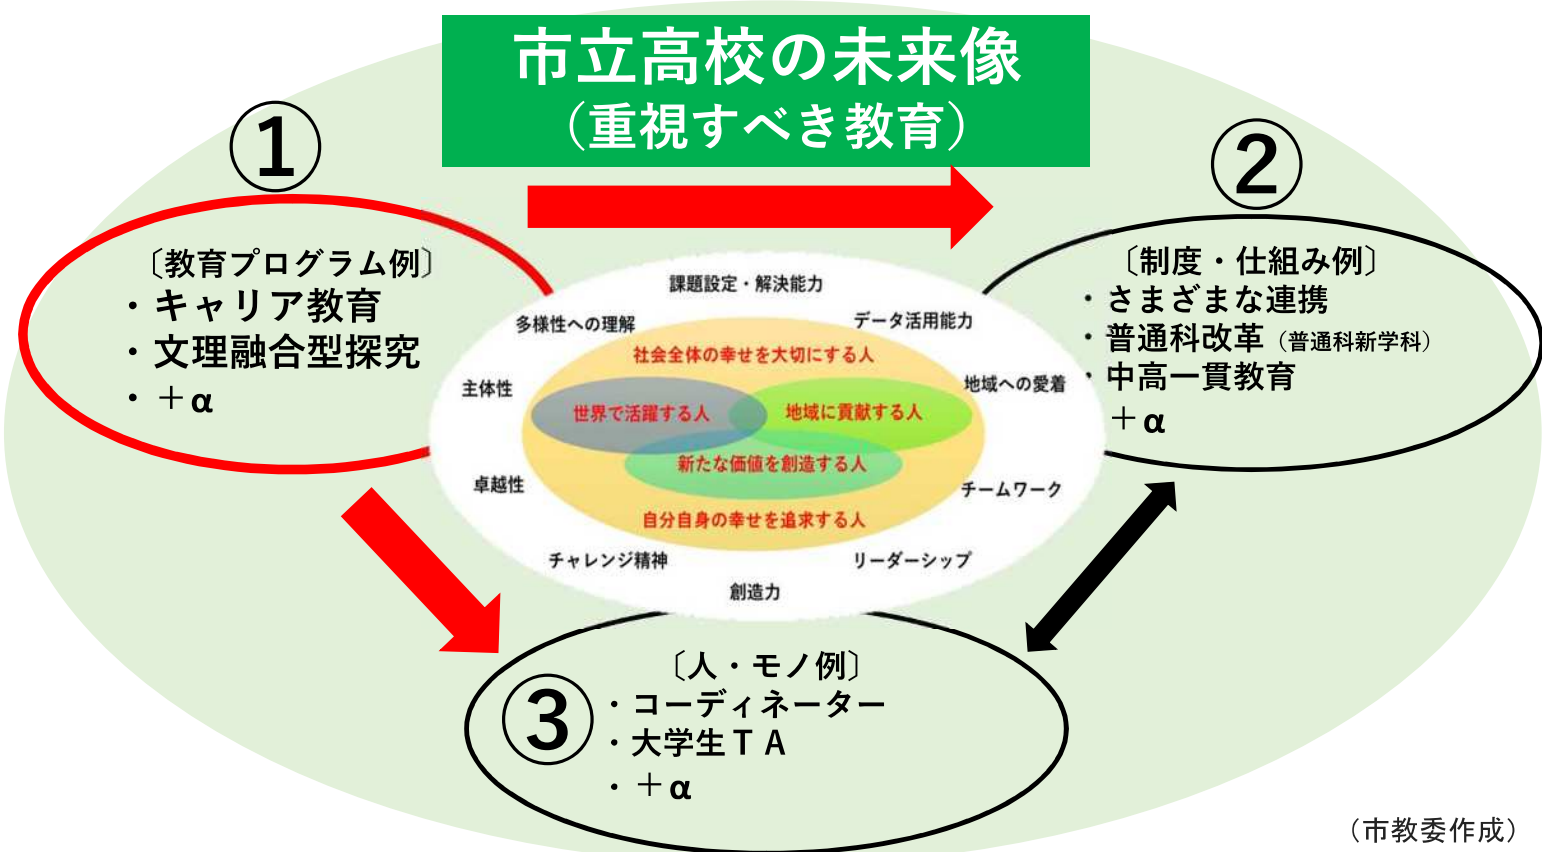 市立高校の未来像
（重視すべき教育）
①
〔教育プログラム例〕
・キャリア教育
・文理融合型探究
・＋α
②
〔制度・仕組み例〕
・さまざまな連携
・普通科改革（普通科新学科）
・中高一貫教育
＋α
課題設定・解決能力
多様性への理解
データ活用能力
主体性
地域への愛着
卓越性
チームワーク
チャレンジ精神
リーダーシップ
創造力
社会全体の幸せを大切にする人
世界で活躍する人
地域に貢献する人
新たな価値を創造する人
自分自身の幸せを追求する人
③
〔人・モノ例〕
・コーディネーター
・大学生ＴＡ
・＋α
（市教委作成）